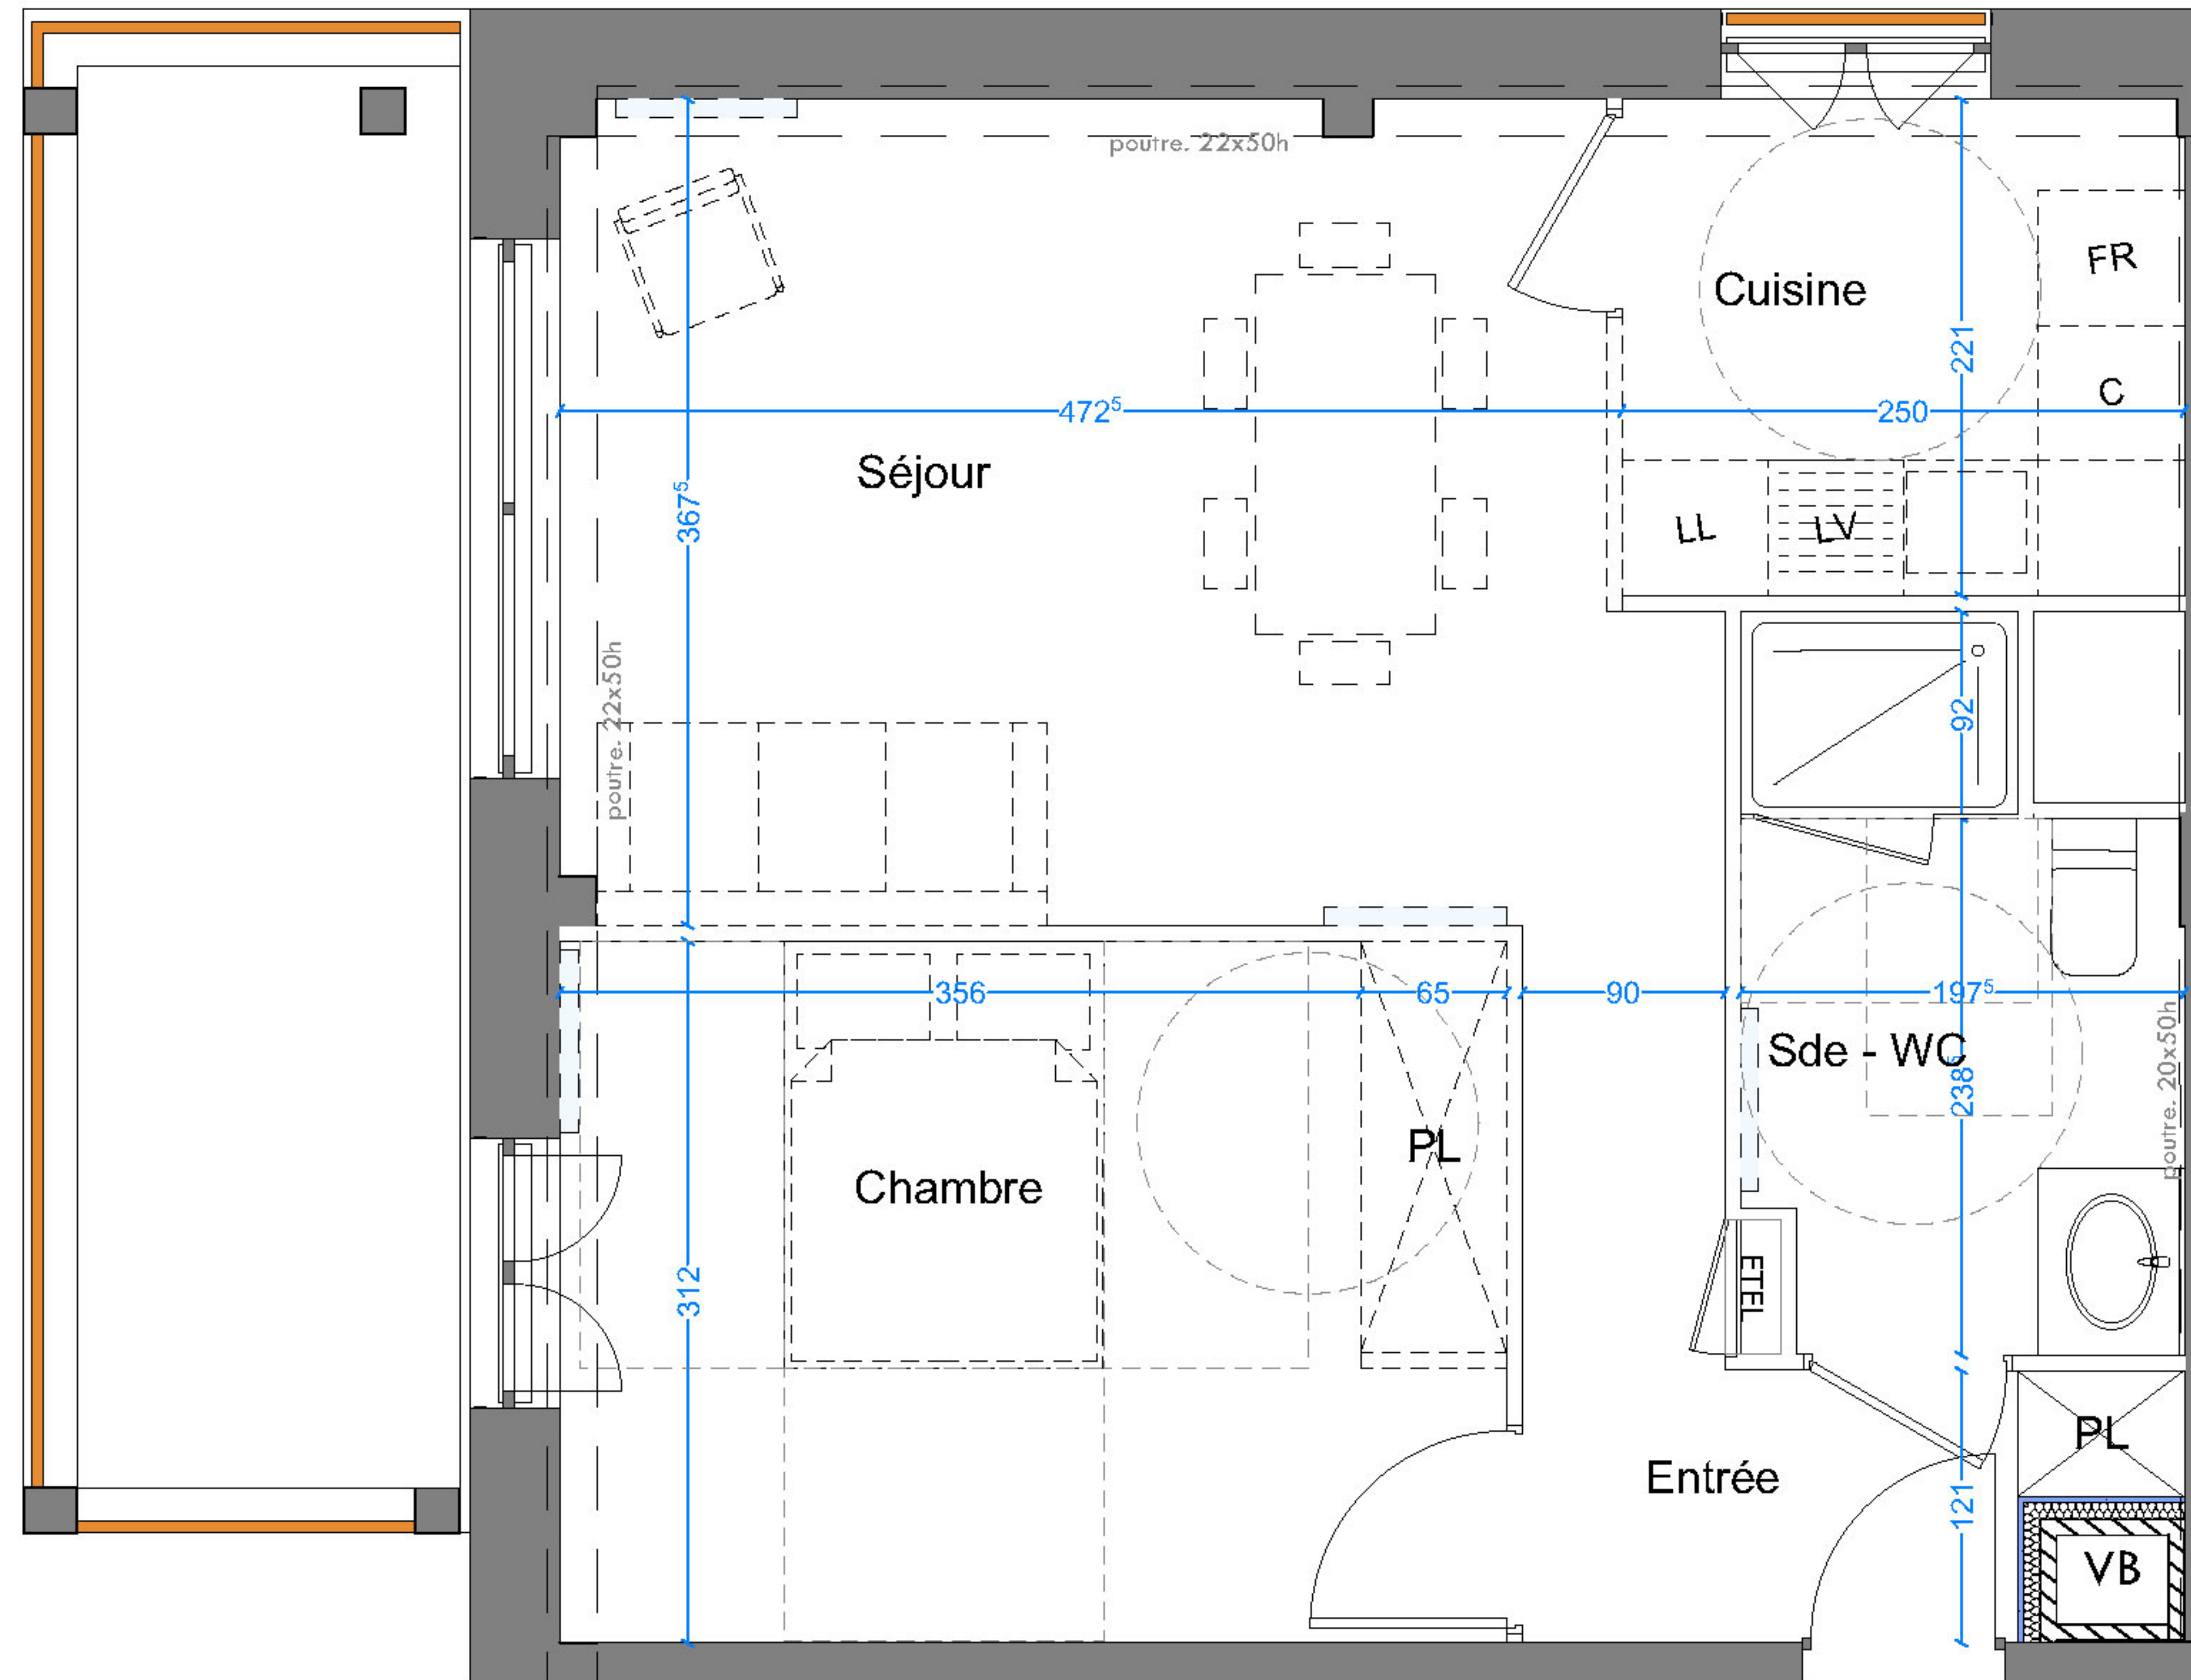 poutre. 22x50h
FR
Cuisine
221
C
472⁵
250
Séjour
367⁵
LL
LV
poutre. 22x50h
92
356
65
90
197⁵
Sde - WC
238⁵
poutre. 20x50h
PL
Chambre
312
ETEL
PL
Entrée
121
VB